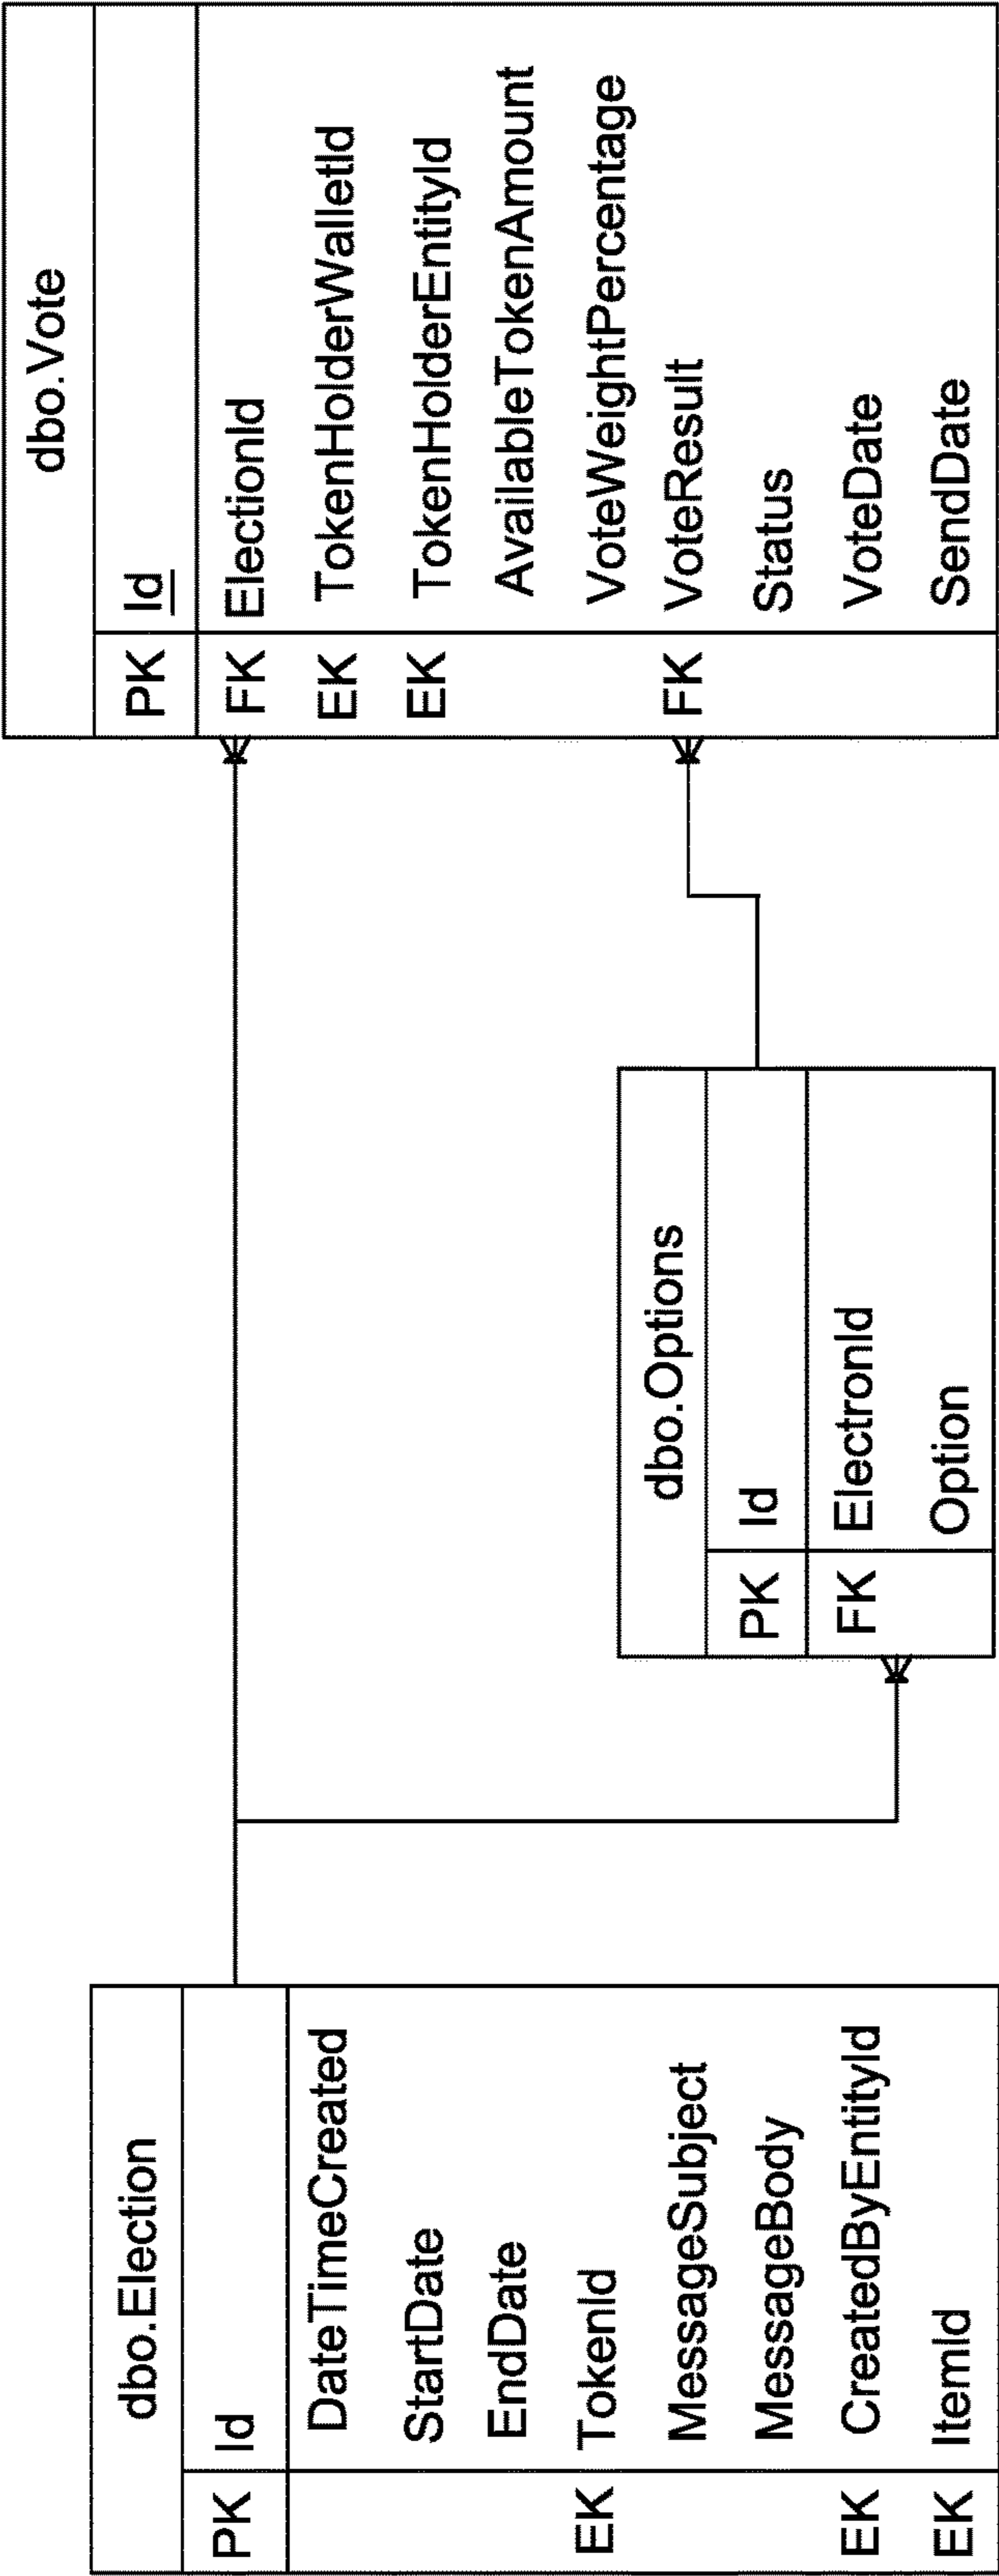 dbo.Election
PK Id
DateTimeCreated
StartDate
EndDate
EK TokenId
MessageSubject
MessageBody
EK CreatedByEntityId
EK ItemId
dbo.Options
PK Id
FK ElectronId
Option
dbo.Vote
PK Id
FK ElectionId
EK TokenHolderWalletId
EK TokenHolderEntityId
AvailableTokenAmount
VoteWeightPercentage
FK VoteResult
Status
VoteDate
SendDate